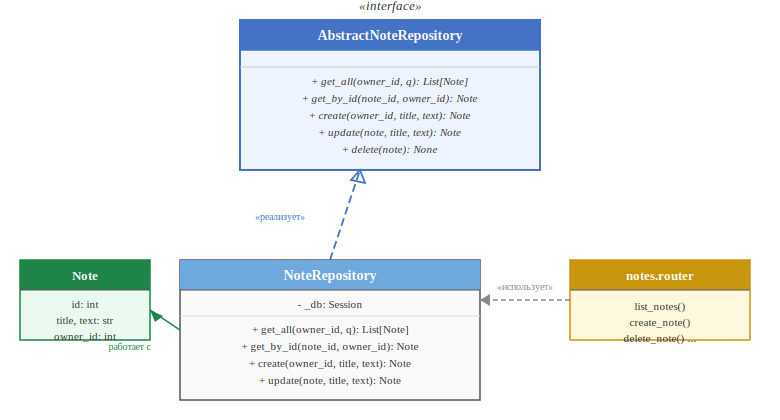 «interface»
AbstractNoteRepository
+ get_all(owner_id, q): List[Note]
+ get_by_id(note_id, owner_id): Note
+ create(owner_id, title, text): Note
+ update(note, title, text): Note
+ delete(note): None
«реализует»
Note
id: int
title, text: str
owner_id: int
работает с
NoteRepository
- _db: Session
+ get_all(owner_id, q): List[Note]
+ get_by_id(note_id, owner_id): Note
+ create(owner_id, title, text): Note
+ update(note, title, text): Note
«использует»
notes.router
list_notes()
create_note()
delete_note() ...